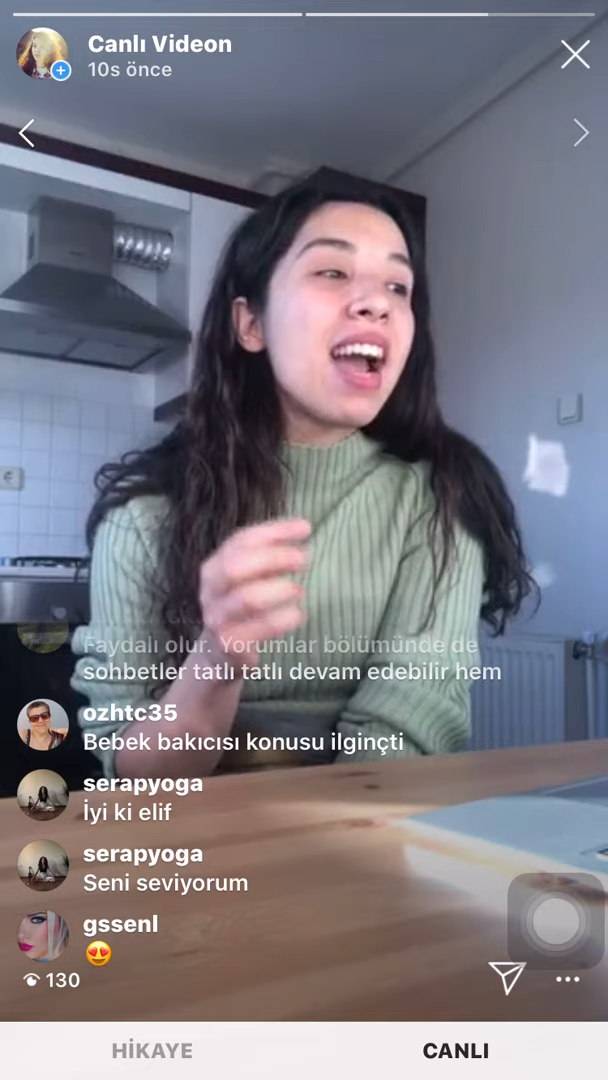 Canlı Videon
10s önce
Faydalı olur. Yorumlar bölümünde de
sohbetler tatlı tatlı devam edebilir hem
ozhtc35
Bebek bakıcısı konusu ilginçti
serapyoga
İyi ki elif
serapyoga
Seni seviyorum
gssenl
😍
130
HİKAYE
CANLI